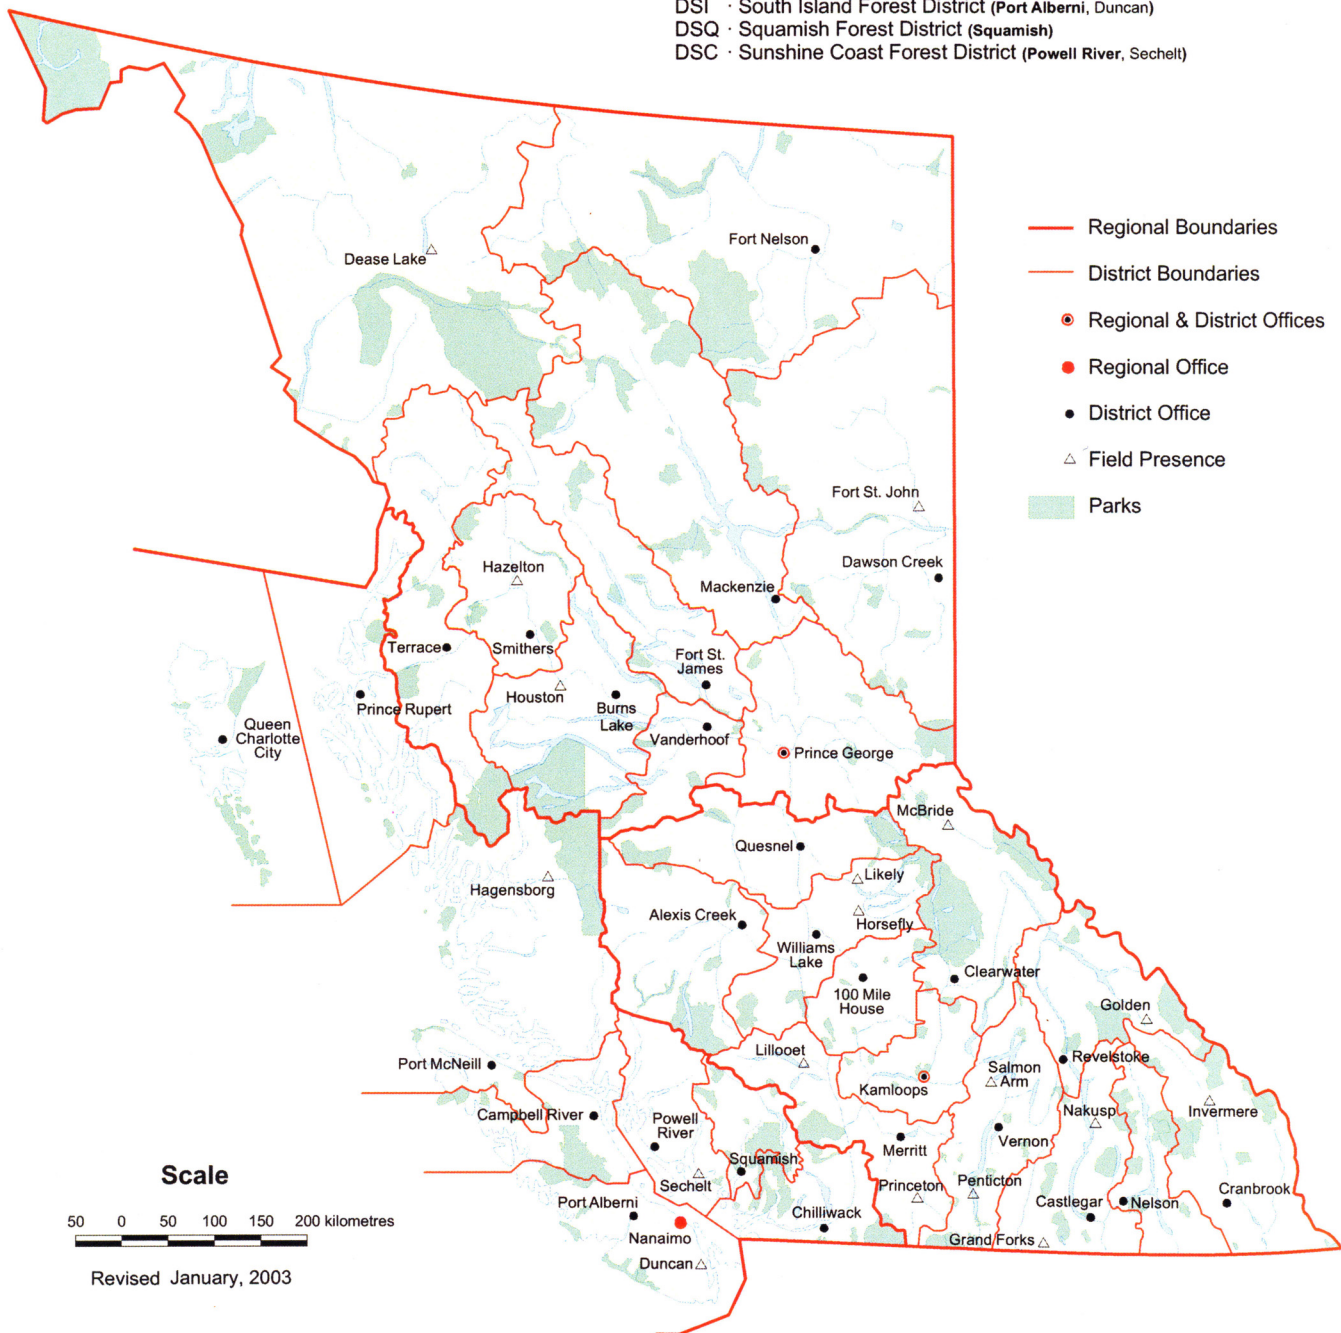 DSI · South Island Forest District (Port Alberni, Duncan)
DSQ · Squamish Forest District (Squamish)
DSC · Sunshine Coast Forest District (Powell River, Sechelt)
Regional Boundaries
District Boundaries
Regional & District Offices
Regional Office
District Office
Field Presence
Parks
Fort Nelson
Dease Lake
Fort St. John
Dawson Creek
Hazelton
Mackenzie
Terrace
Smithers
Fort St.
James
Houston
Burns
Lake
Prince Rupert
Queen
Charlotte
City
Vanderhoof
Prince George
McBride
Quesnel
Likely
Hagensborg
Alexis Creek
Horsefly
Williams
Lake
Clearwater
100 Mile
House
Golden
Lillooet
Revelstoke
Port McNeill
Salmon
Arm
Kamloops
Campbell River
Nakusp
Invermere
Powell
River
Vernon
Merritt
Squamish
Sechelt
Princeton
Penticton
Port Alberni
Castlegar
Nelson
Cranbrook
Chilliwack
Nanaimo
Grand Forks
Duncan
Scale
50 0 50 100 150 200 kilometres
Revised January, 2003